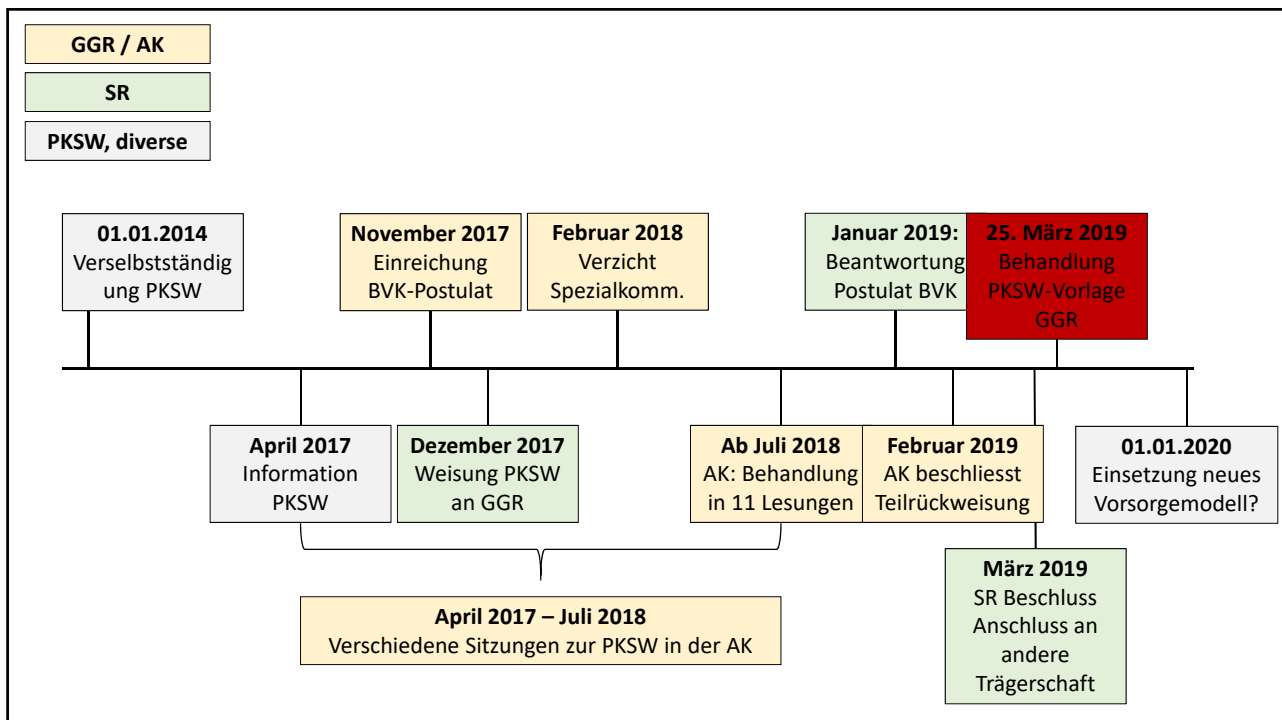 GGR / AK
SR
PKSW, diverse
01.01.2014
Verselbstständig
ung PKSW
November 2017
Einreichung
BVK-Postulat
Februar 2018
Verzicht
Spezialkomm.
Januar 2019:
Beantwortung
Postulat BVK
25. März 2019
Behandlung
PKSW-Vorlage
GGR
April 2017
Information
PKSW
Dezember 2017
Weisung PKSW
an GGR
Ab Juli 2018
AK: Behandlung
in 11 Lesungen
Februar 2019
AK beschliesst
Teilrückweisung
01.01.2020
Einsetzung neues
Vorsorgemodell?
März 2019
SR Beschluss
Anschluss an
andere
Trägerschaft
April 2017 – Juli 2018
Verschiedene Sitzungen zur PKSW in der AK